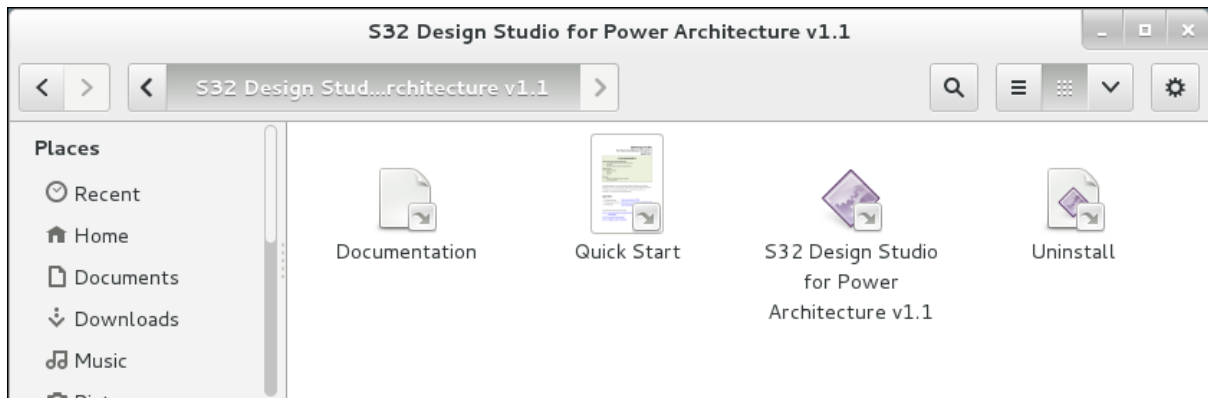 S32 Design Studio for Power Architecture v1.1
S32 Design Stud...rchitecture v1.1
Places
Recent
Home
Documents
Downloads
Music
Documentation
Quick Start
S32 Design Studio
for Power
Architecture v1.1
Uninstall